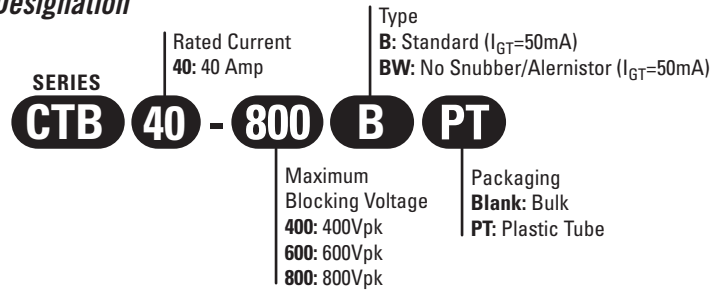 Designation
Type
B: Standard (IGT=50mA)
BW: No Snubber/Alernistor (IGT=50mA)
Rated Current
40: 40 Amp
SERIES
CTB 40 - 800 B PT
Maximum
Blocking Voltage
400: 400Vpk
600: 600Vpk
800: 800Vpk
Packaging
Blank: Bulk
PT: Plastic Tube